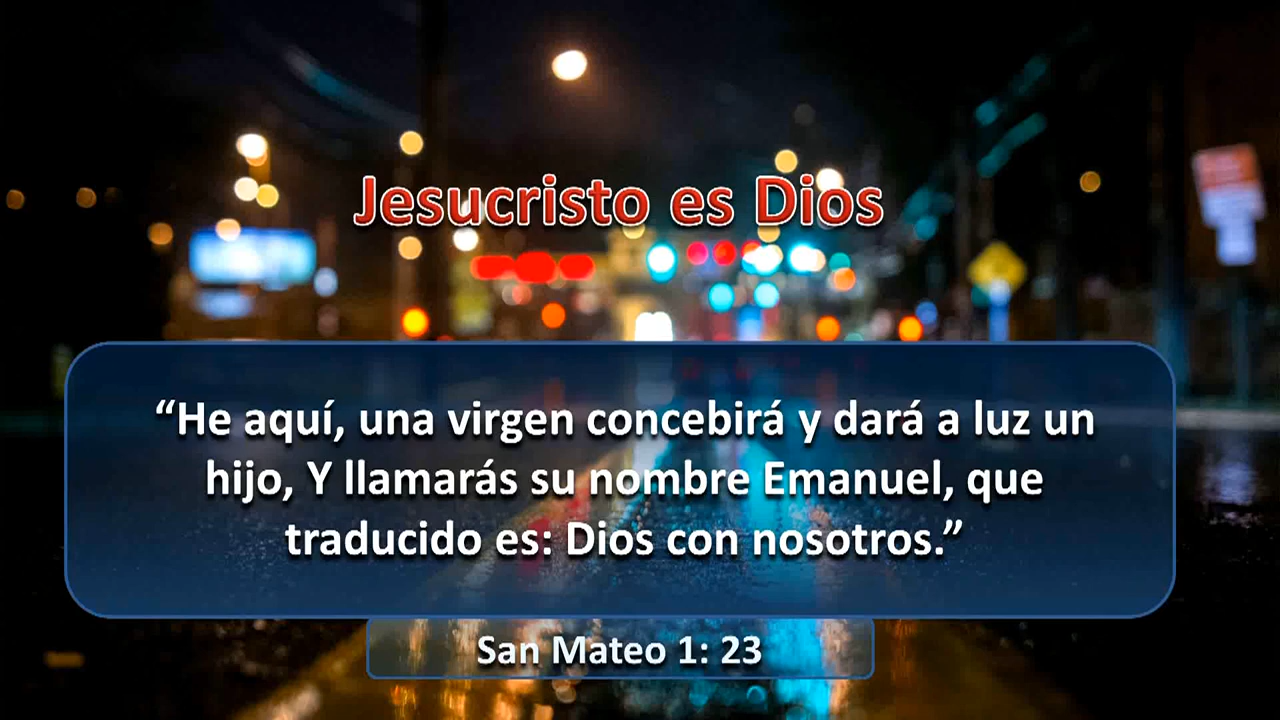 Jesucristo es Dios
“He aquí, una virgen concebirá y dará a luz un
hijo, Y llamarás su nombre Emanuel, que
traducido es: Dios con nosotros.”
San Mateo 1: 23